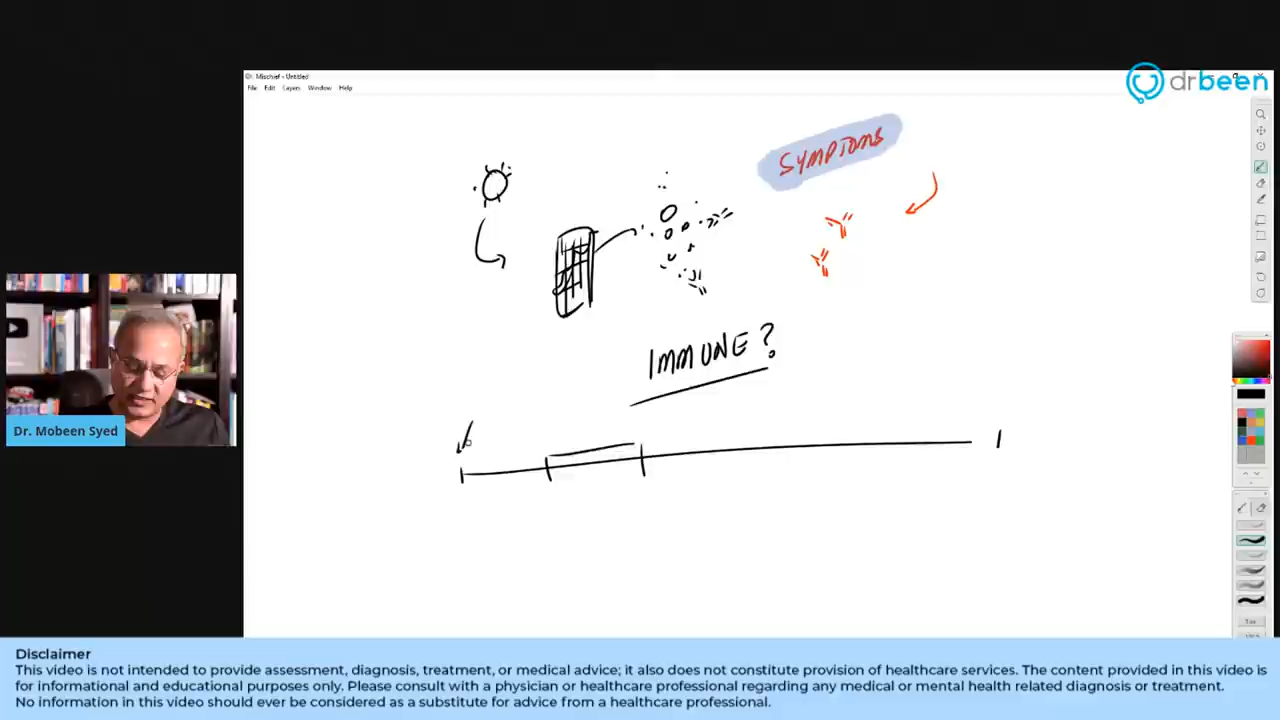 drbeen
Mischief - Untitled
File Edit Layers Window Help
SYMPTOMS
IMMUNE?
Dr. Mobeen Syed
Disclaimer
This video is not intended to provide assessment, diagnosis, treatment, or medical advice; it also does not constitute provision of healthcare services. The content provided in this video is
for informational and educational purposes only. Please consult with a physician or healthcare professional regarding any medical or mental health related diagnosis or treatment.
No information in this video should ever be considered as a substitute for advice from a healthcare professional.